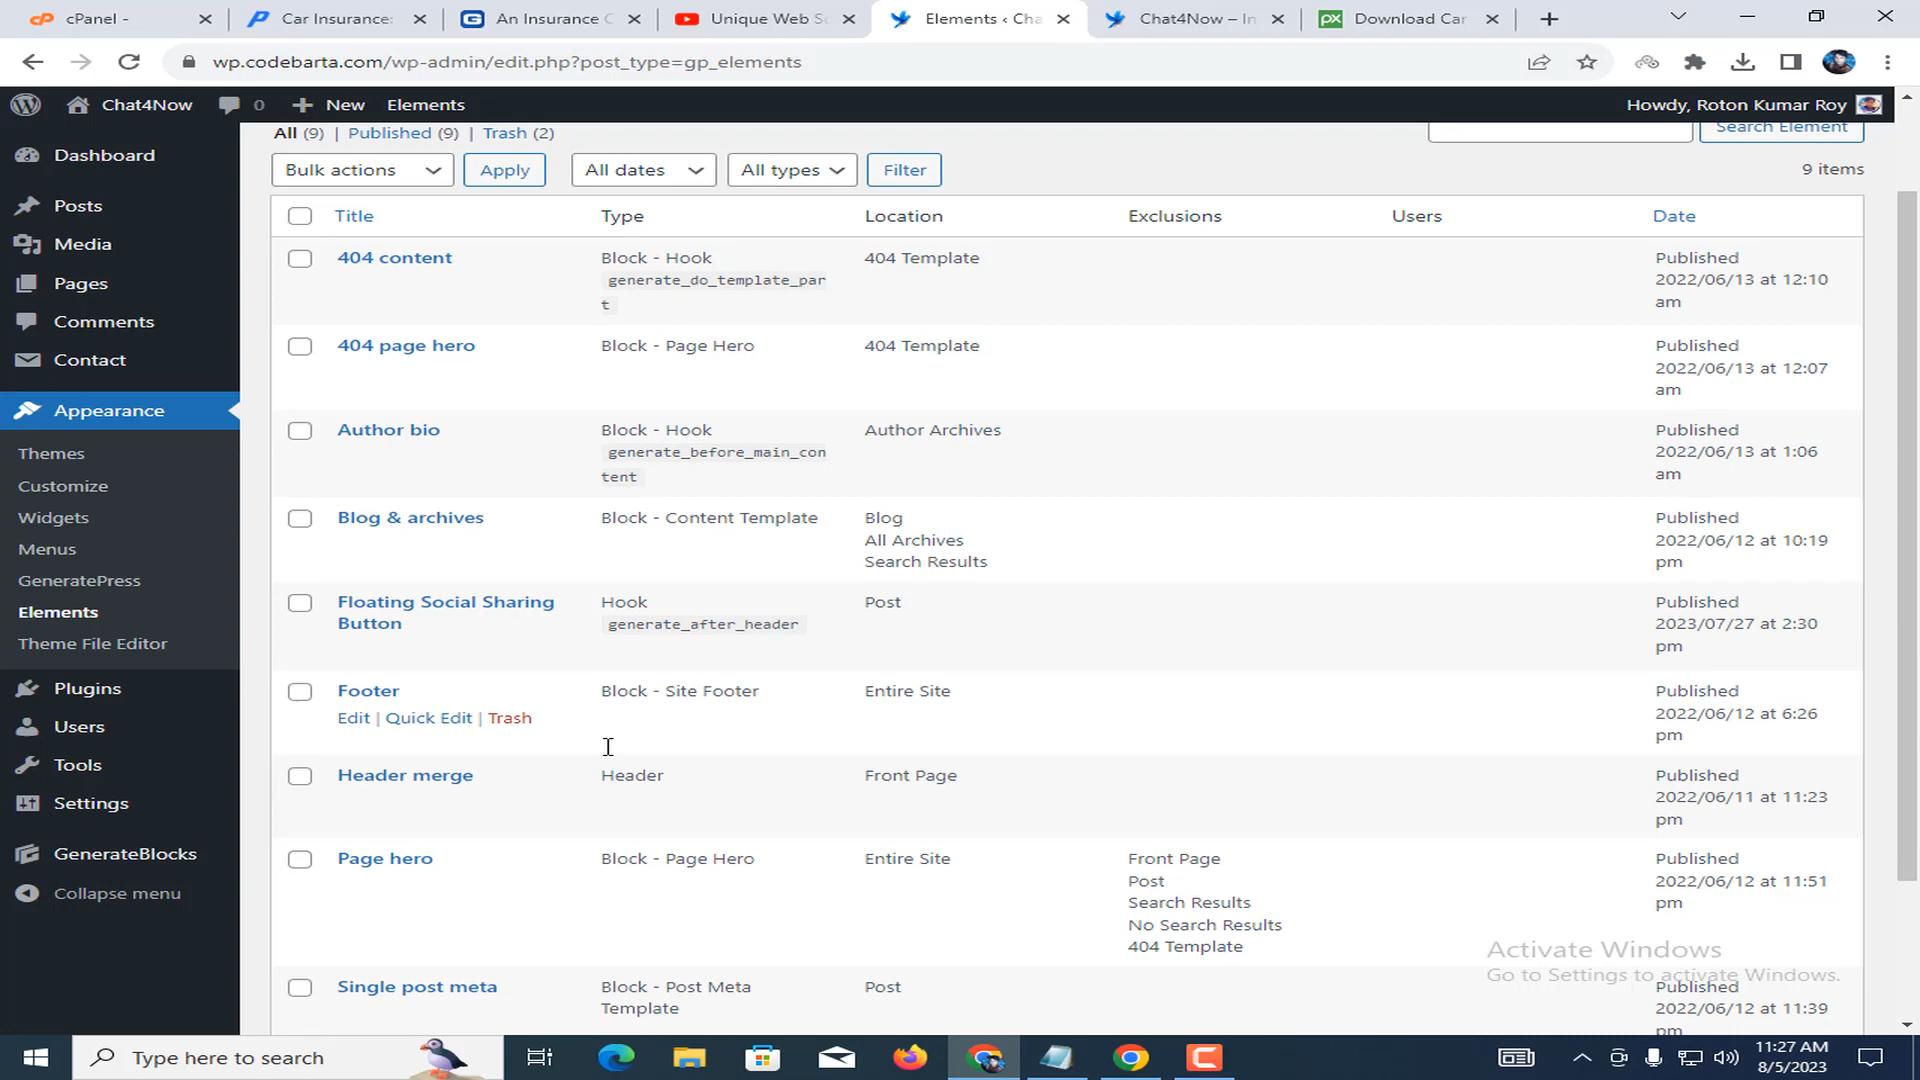 cPanel -
Car Insurance:
An Insurance C
Unique Web So
Elements ‹ Cha
Chat4Now – In
Download Car
wp.codebarta.com/wp-admin/edit.php?post_type=gp_elements
Chat4Now 0 New Elements
Howdy, Roton Kumar Roy
Dashboard
Posts
Media
Pages
Comments
Contact
Appearance
Themes
Customize
Widgets
Menus
GeneratePress
Elements
Theme File Editor
Plugins
Users
Tools
Settings
GenerateBlocks
Collapse menu
All (9) | Published (9) | Trash (2)
Search Element
Bulk actions Apply All dates All types Filter
9 items
Title Type Location Exclusions Users Date
404 content
Block - Hook
generate_do_template_par
t
404 Template
Published
2022/06/13 at 12:10
am
404 page hero
Block - Page Hero
404 Template
Published
2022/06/13 at 12:07
am
Author bio
Block - Hook
generate_before_main_con
tent
Author Archives
Published
2022/06/13 at 1:06
am
Blog & archives
Block - Content Template
Blog
All Archives
Search Results
Published
2022/06/12 at 10:19
pm
Floating Social Sharing
Button
Hook
generate_after_header
Post
Published
2023/07/27 at 2:30
pm
Footer
Edit | Quick Edit | Trash
Block - Site Footer
Entire Site
Published
2022/06/12 at 6:26
pm
Header merge
Header
Front Page
Published
2022/06/11 at 11:23
pm
Page hero
Block - Page Hero
Entire Site
Front Page
Post
Search Results
No Search Results
404 Template
Published
2022/06/12 at 11:51
pm
Single post meta
Block - Post Meta
Template
Post
Published
2022/06/12 at 11:39
pm
Activate Windows
Go to Settings to activate Windows.
Type here to search
11:27 AM
8/5/2023